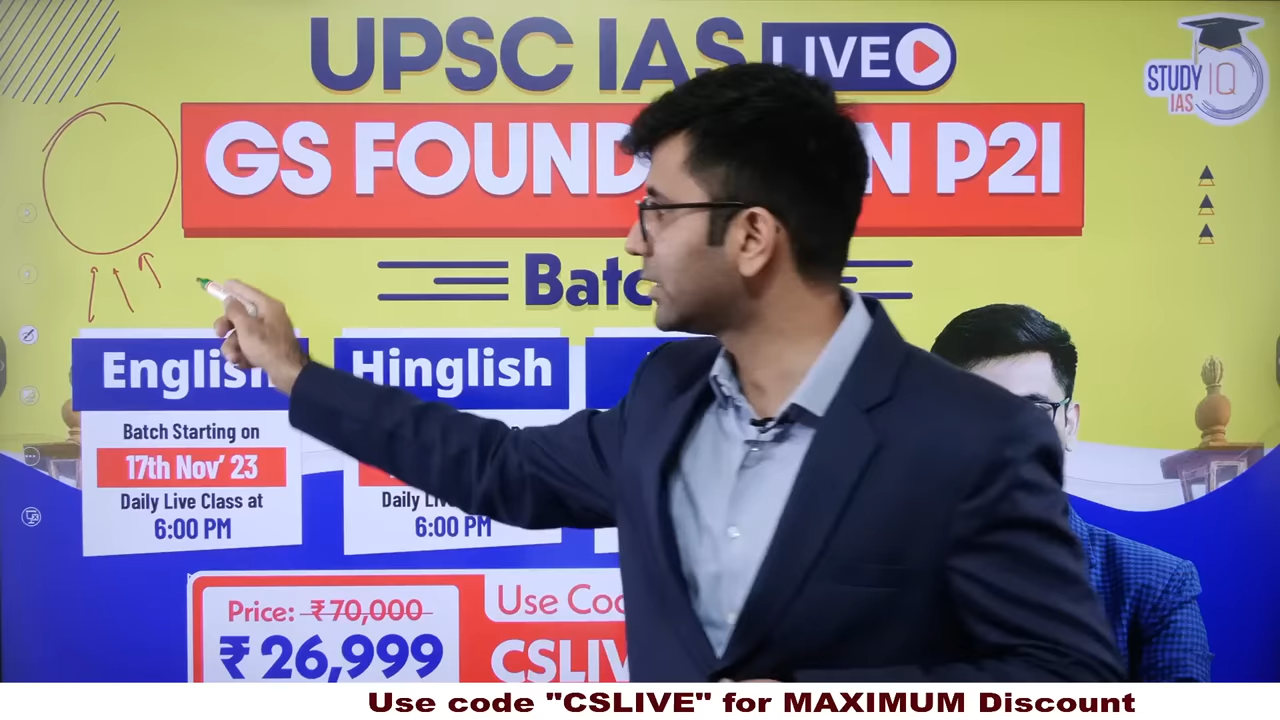 UPSC IAS LIVE
STUDY IQ
IAS
GS FOUND N P2I
Batc
English
Hinglish
Batch Starting on
17th Nov' 23
Daily Live Class at
6:00 PM
Daily Liv
6:00 PM
Price: ₹70,000
₹26,999
Use Cod
CSLIV
Use code "CSLIVE" for MAXIMUM Discount